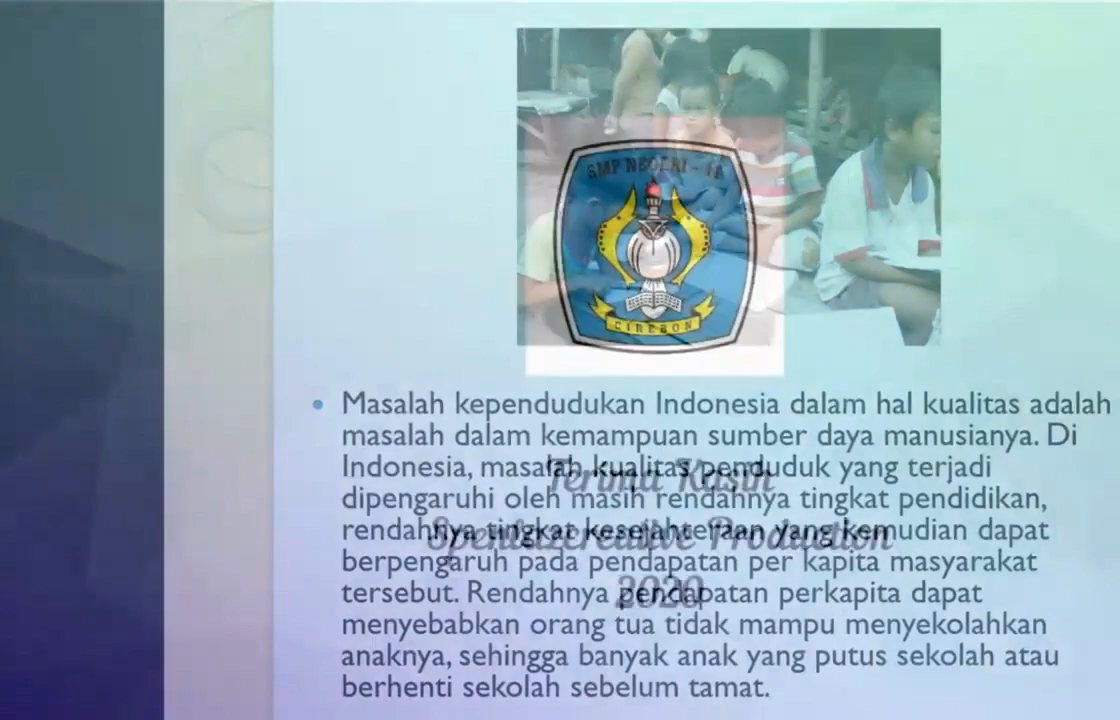 SMP NEGERI - 11
CIREBON
Masalah kependudukan Indonesia dalam hal kualitas adalah
masalah dalam kemampuan sumber daya manusianya. Di
Indonesia, masalah kualitas penduduk yang terjadi
dipengaruhi oleh masih rendahnya tingkat pendidikan,
rendahnya tingkat kesejahteraan yang kemudian dapat
berpengaruh pada pendapatan per kapita masyarakat
tersebut. Rendahnya pendapatan perkapita dapat
menyebabkan orang tua tidak mampu menyekolahkan
anaknya, sehingga banyak anak yang putus sekolah atau
berhenti sekolah sebelum tamat.
Terima Kasih
Spenbazcreative Production
2020